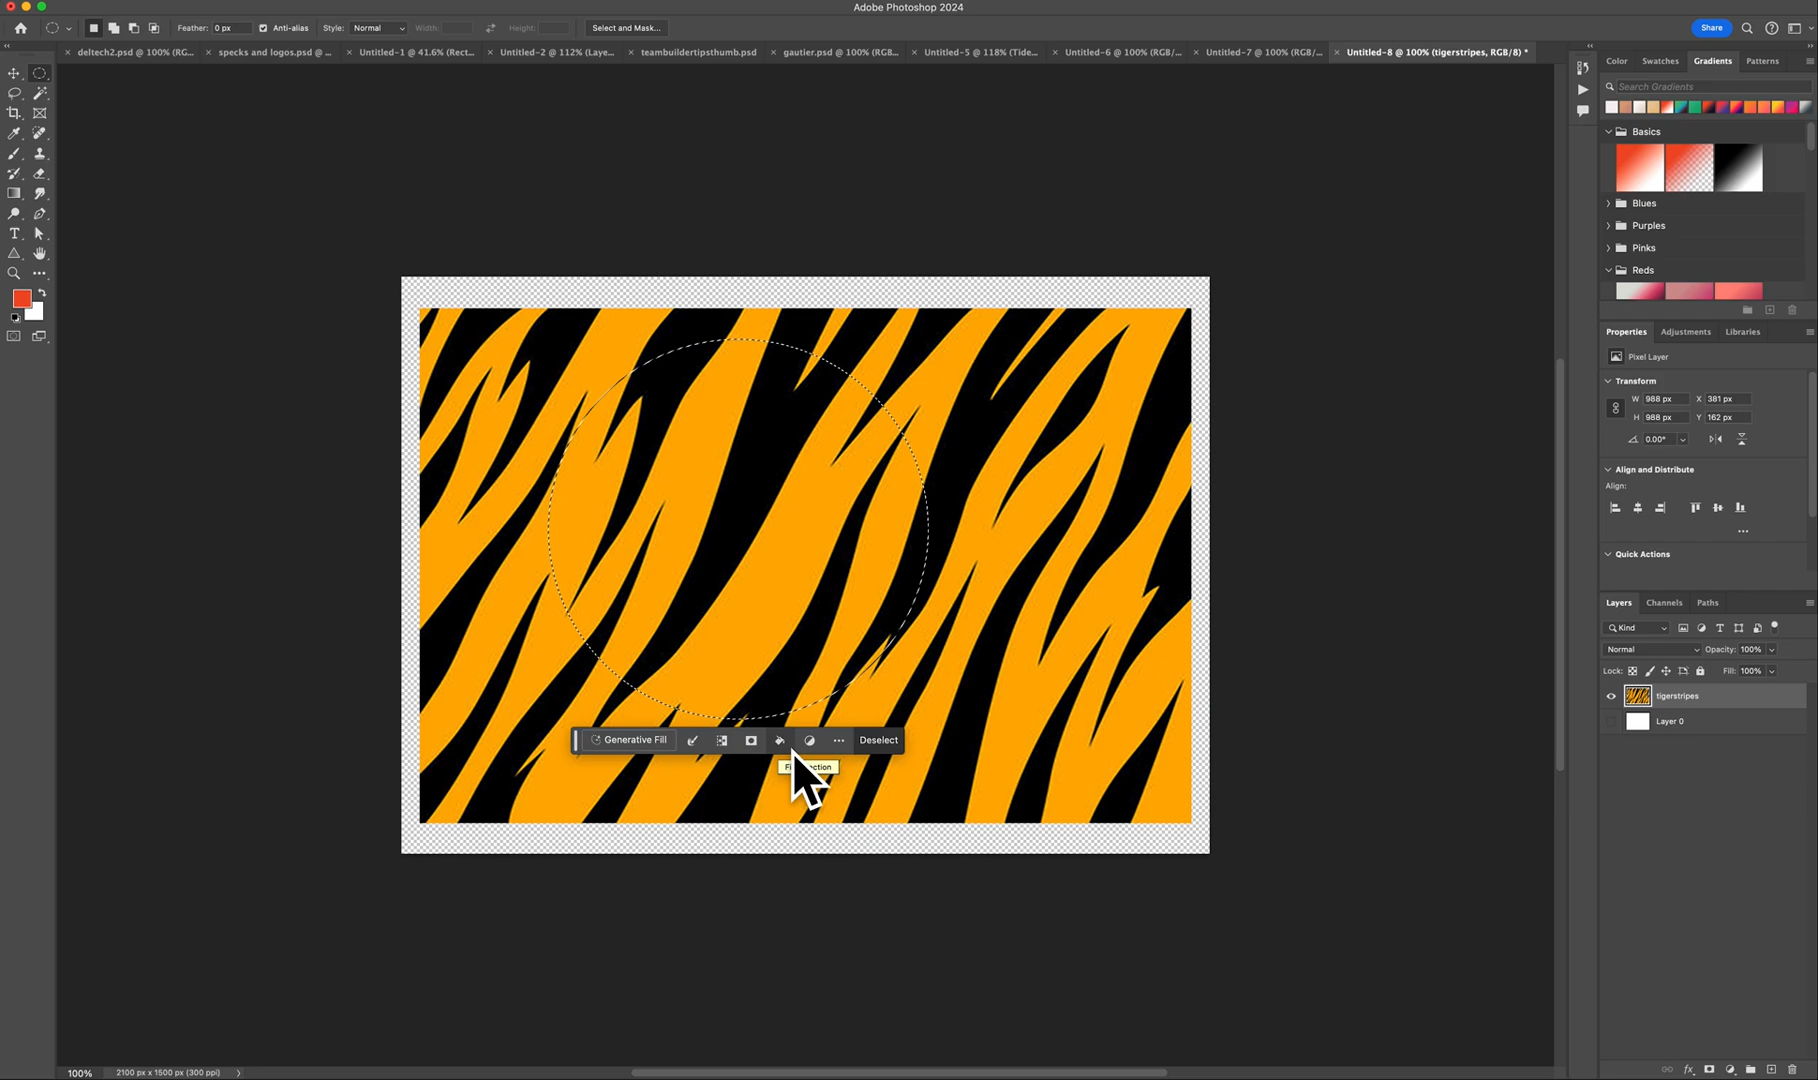 Adobe Photoshop 2024
Feather: 0 px Anti-alias Style: Normal Width: Height: Select and Mask... Share
deltech2.psd @ 100% (RG... specks and logos.psd @ ... Untitled-1 @ 41.6% (Rect... Untitled-2 @ 112% (Laye... teambuildertipsthumb.psd gautier.psd @ 100% (RGB... Untitled-5 @ 118% (Tide... Untitled-6 @ 100% (RGB/... Untitled-7 @ 100% (RGB/... Untitled-8 @ 100% (tigerstripes, RGB/8) *
Color Swatches Gradients Patterns
Search Gradients
Basics
Blues
Purples
Pinks
Reds
Properties Adjustments Libraries
Pixel Layer
Transform
W 988 px X 381 px
H 988 px Y 162 px
0.00°
Align and Distribute
Align:
Quick Actions
Layers Channels Paths
Kind
Normal Opacity: 100%
Lock: Fill: 100%
tigerstripes
Layer 0
Generative Fill Deselect
100% 2100 px x 1500 px (300 ppi)